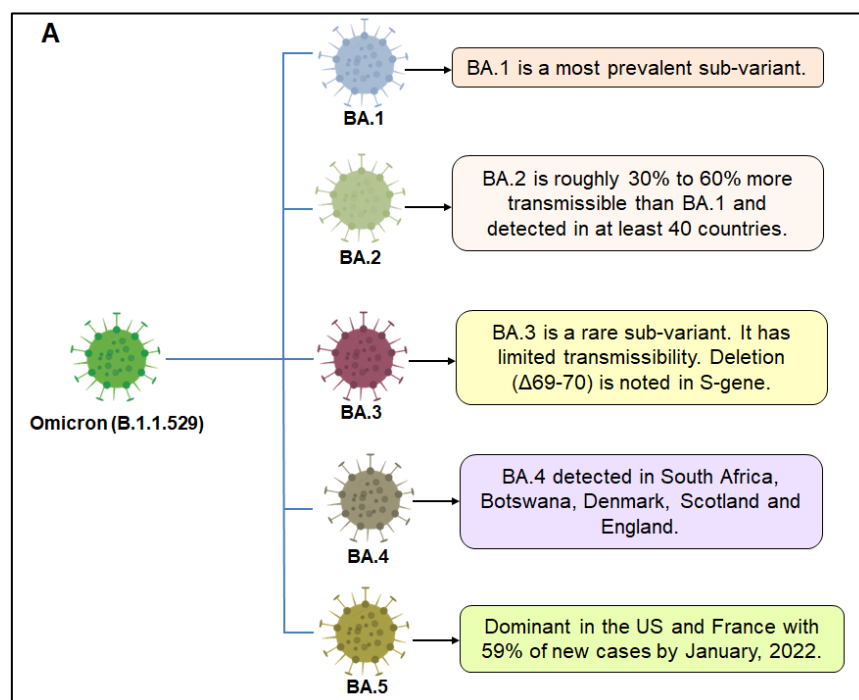 A
BA.1
BA.1 is a most prevalent sub-variant.
BA.2
BA.2 is roughly 30% to 60% more
transmissible than BA.1 and
detected in at least 40 countries.
Omicron (B.1.1.529)
BA.3
BA.3 is a rare sub-variant. It has
limited transmissibility. Deletion
(Δ69-70) is noted in S-gene.
BA.4
BA.4 detected in South Africa,
Botswana, Denmark, Scotland and
England.
BA.5
Dominant in the US and France with
59% of new cases by January, 2022.